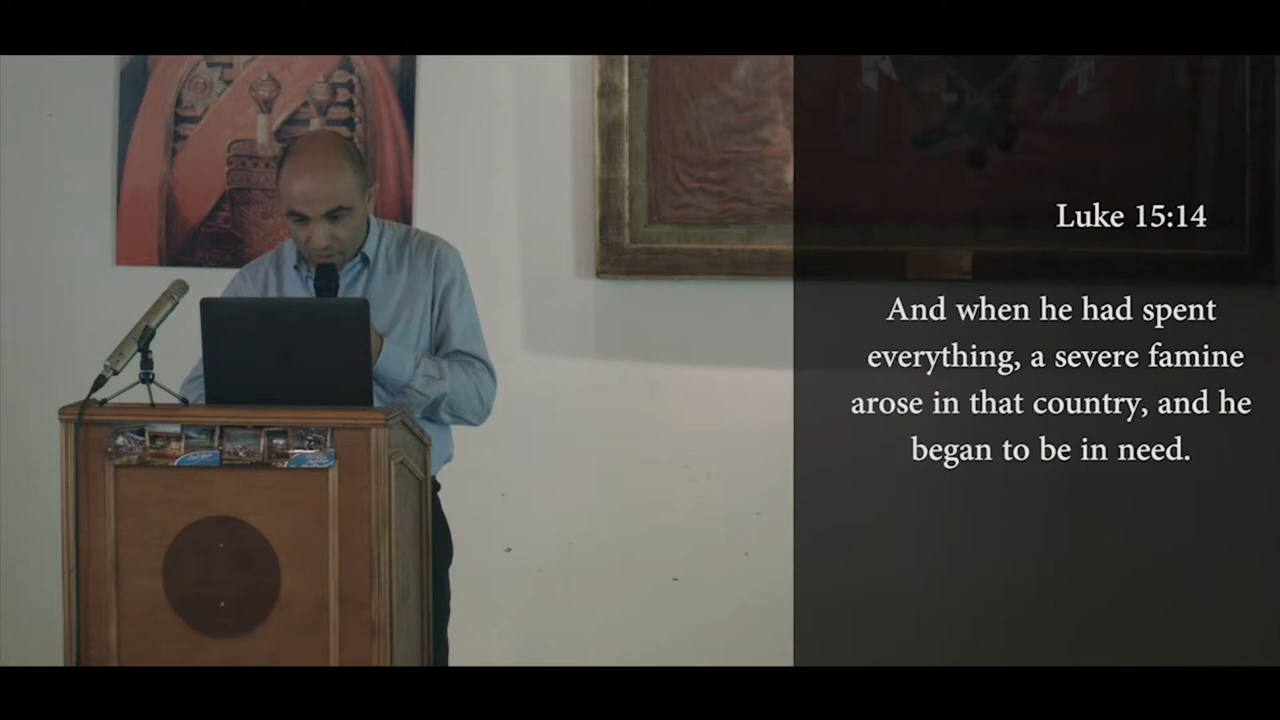 Luke 15:14
And when he had spent
everything, a severe famine
arose in that country, and he
began to be in need.